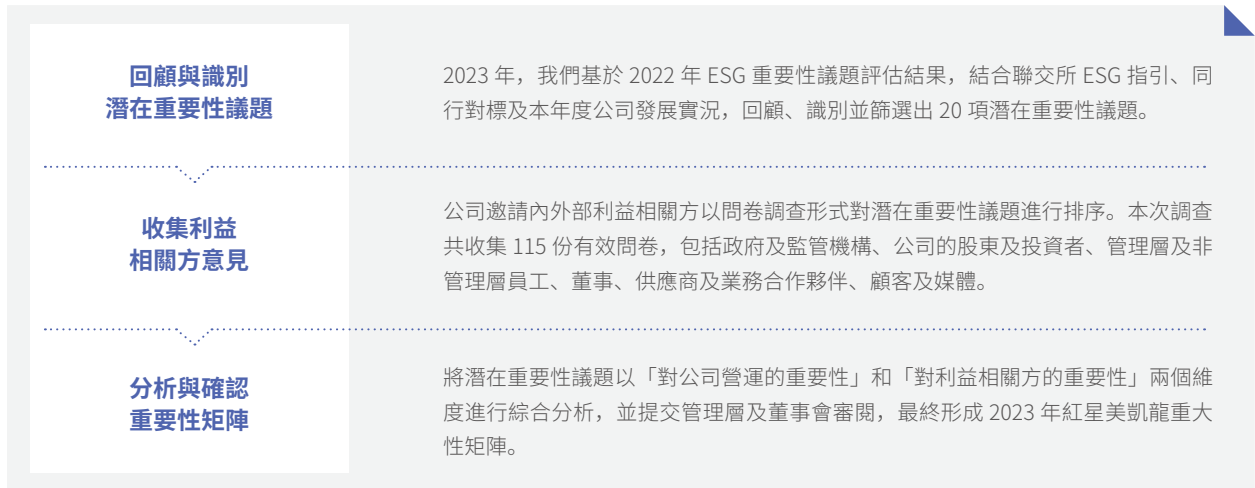 回顧與識別
潛在重要性議題
2023 年，我們基於 2022 年 ESG 重要性議題評估結果，結合聯交所 ESG 指引、同
行對標及本年度公司發展實況，回顧、識別並篩選出 20 項潛在重要性議題。
收集利益
相關方意見
公司邀請內外部利益相關方以問卷調查形式對潛在重要性議題進行排序。本次調查
共收集 115 份有效問卷，包括政府及監管機構、公司的股東及投資者、管理層及非
管理層員工、董事、供應商及業務合作夥伴、顧客及媒體。
分析與確認
重要性矩陣
將潛在重要性議題以「對公司營運的重要性」和「對利益相關方的重要性」兩個維
度進行綜合分析，並提交管理層及董事會審閱，最終形成 2023 年紅星美凱龍重大
性矩陣。